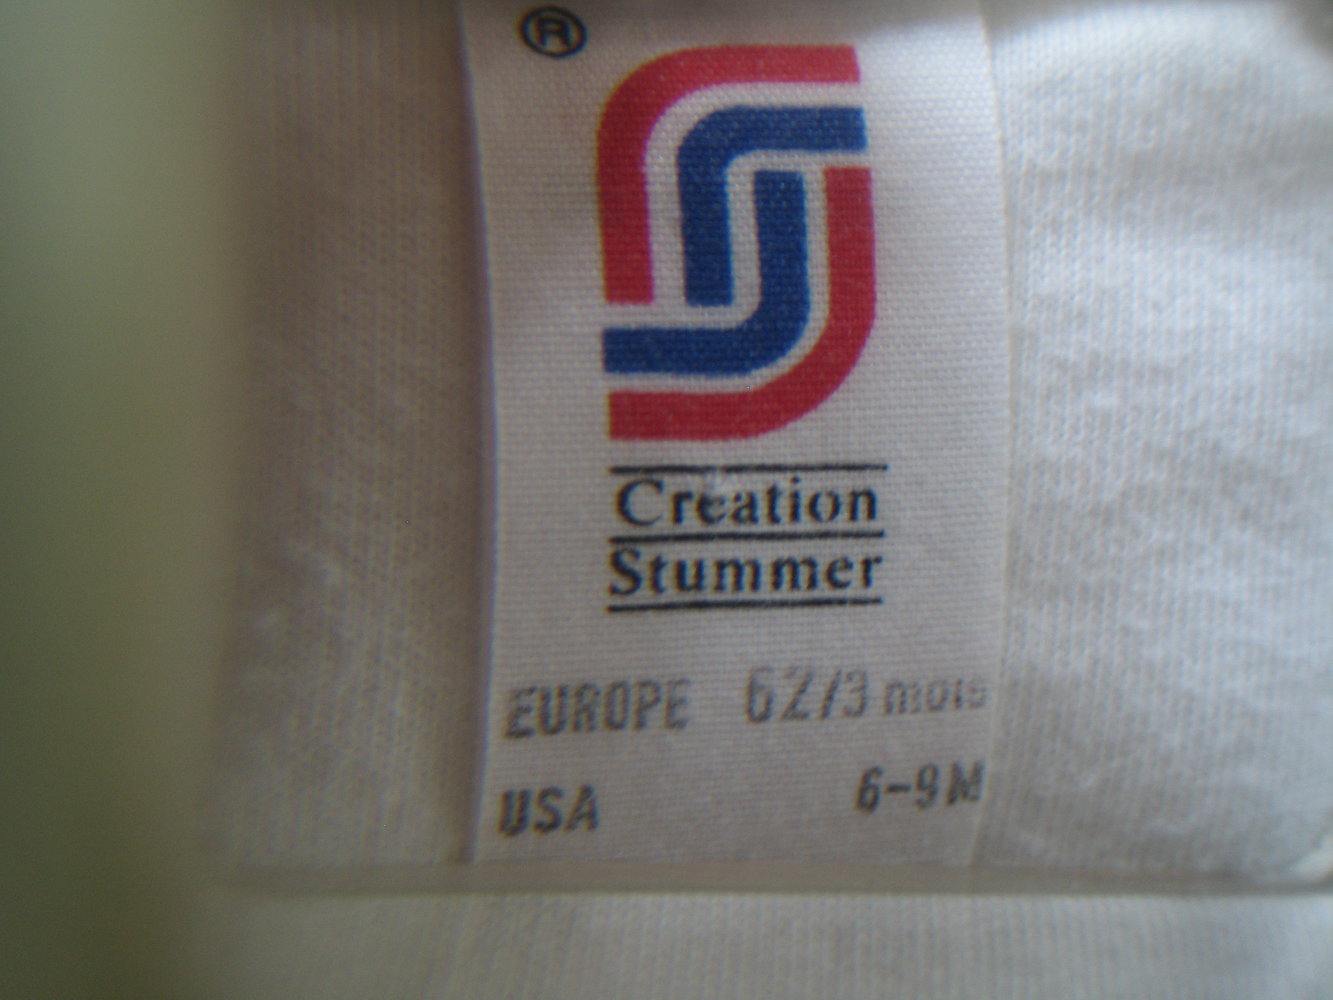 ®
Creation
Stummer
EUROPE 62/3 mois
USA 6-9M